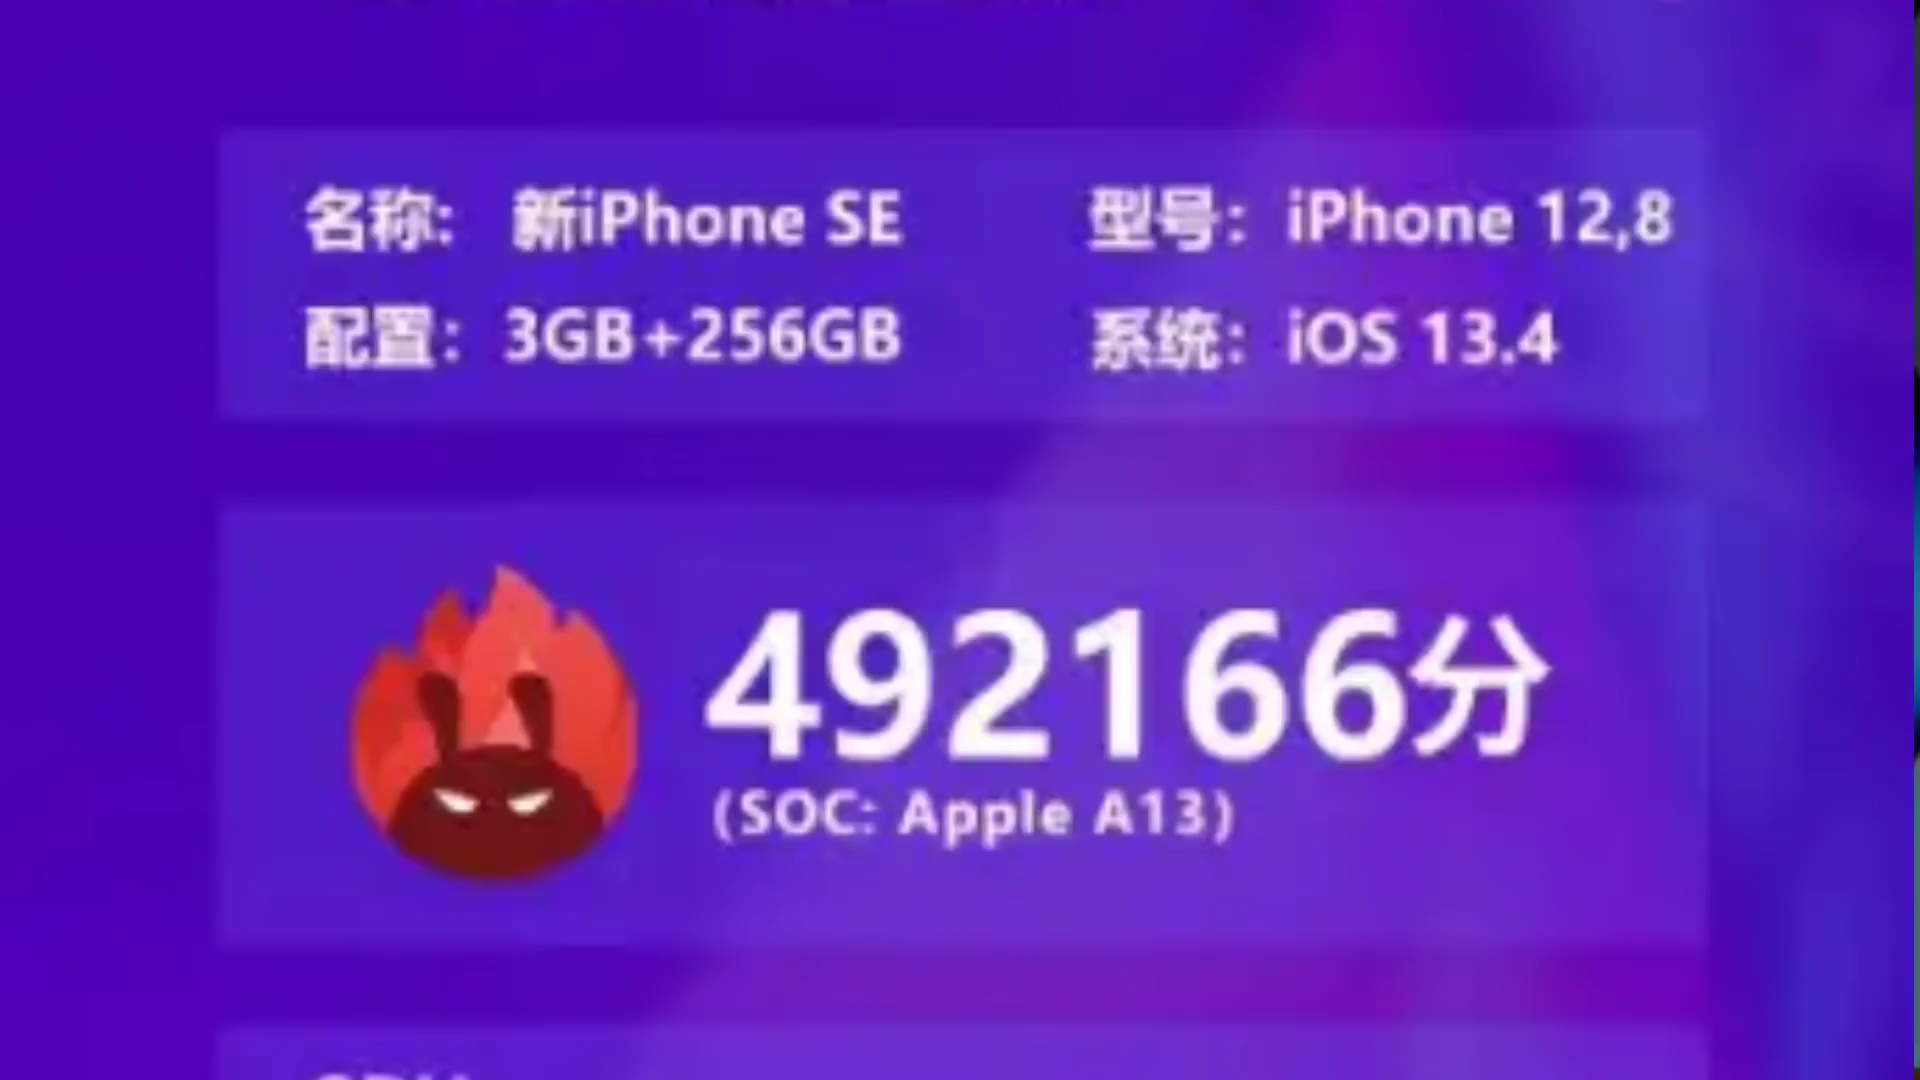 名称: 新iPhone SE
型号: iPhone 12,8
配置: 3GB+256GB
系统: iOS 13.4
492166分
(SOC: Apple A13)